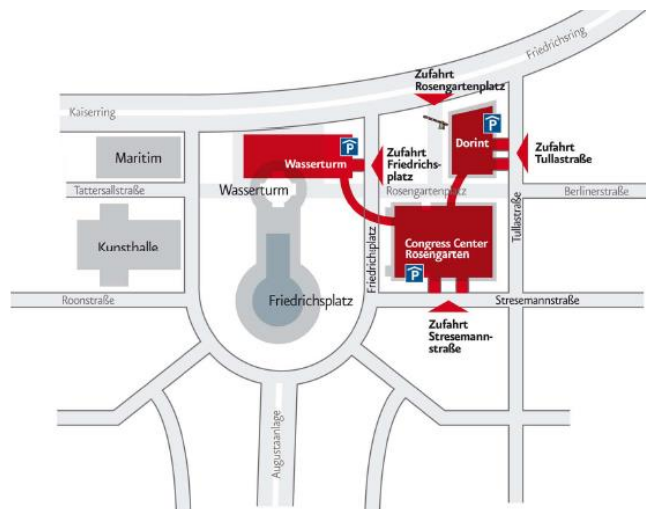 Friedrichsring
Zufahrt
Rosengartenplatz
Kaiserring
P
Dorint
P
Wasserturm
Zufahrt
Friedrichs-
platz
Zufahrt
Tullastraße
Maritim
Tattersallstraße
Wasserturm
Rosengartenplatz
Berlinerstraße
Kunsthalle
Friedrichsplatz
Congress Center
Rosengarten
Tullastraße
P
Roonstraße
Friedrichsplatz
Stresemannstraße
Zufahrt
Stresemann-
straße
Augustaanlage